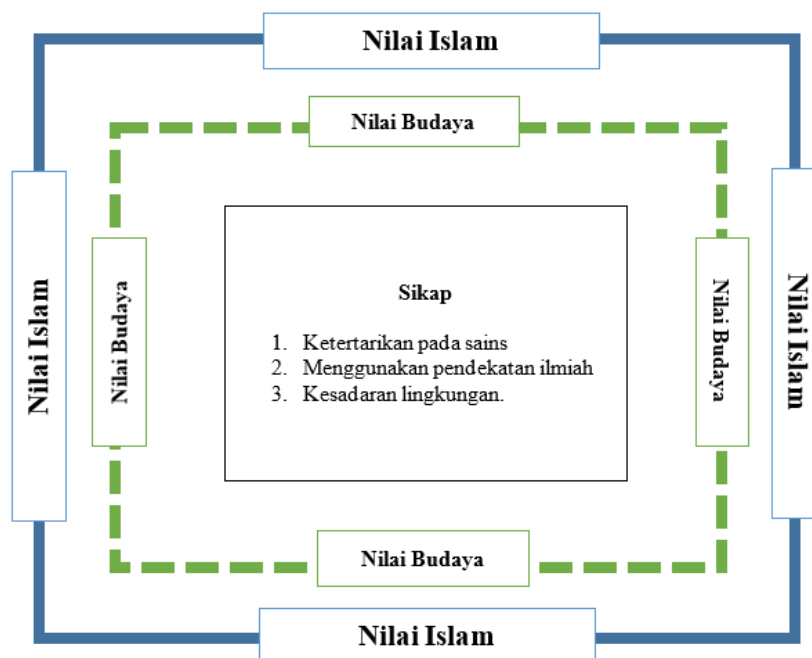 Nilai Islam
Nilai Budaya
Nilai Islam
Nilai Budaya
Sikap
1. Ketertarikan pada sains
2. Menggunakan pendekatan ilmiah
3. Kesadaran lingkungan.
Nilai Budaya
Nilai Islam
Nilai Budaya
Nilai Islam